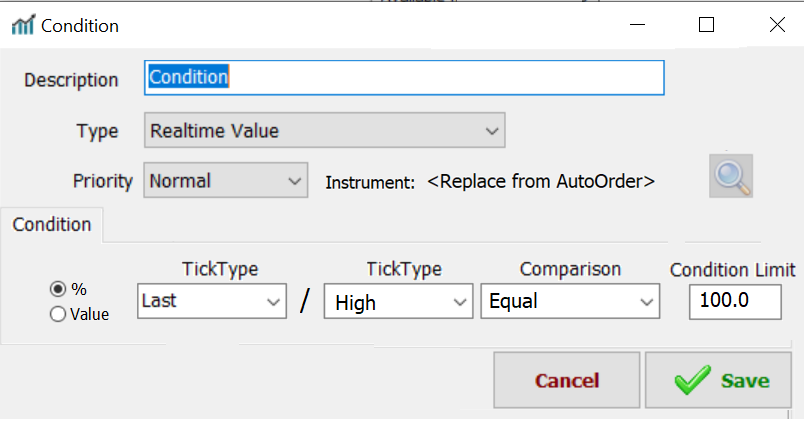 Condition
Description Condition
Type Realtime Value
Priority Normal Instrument: <Replace from AutoOrder>
Condition
TickType TickType Comparison Condition Limit
% Last / High Equal 100.0
Value
Cancel Save